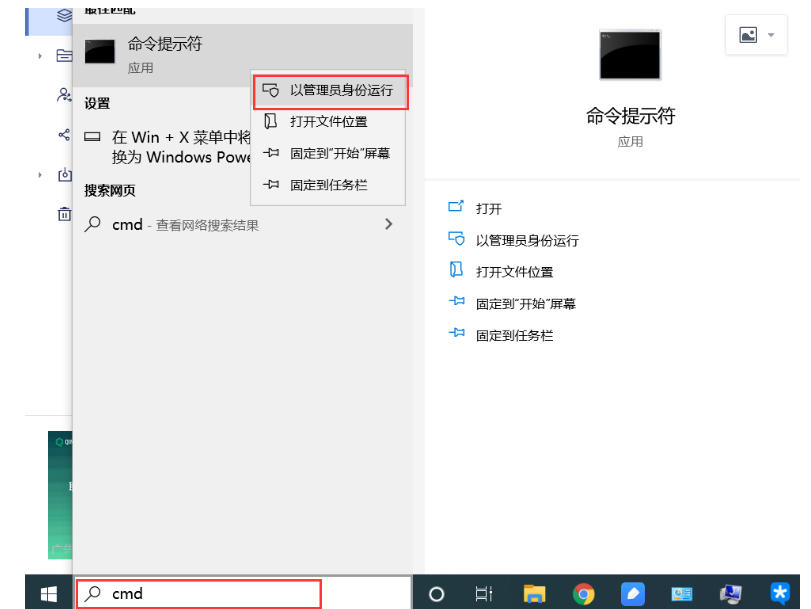 最佳匹配
命令提示符
应用
以管理员身份运行
打开文件位置
固定到"开始"屏幕
固定到任务栏
设置
在 Win + X 菜单中将
换为 Windows Powe
搜索网页
cmd - 查看网络搜索结果
命令提示符
应用
打开
以管理员身份运行
打开文件位置
固定到"开始"屏幕
固定到任务栏
cmd